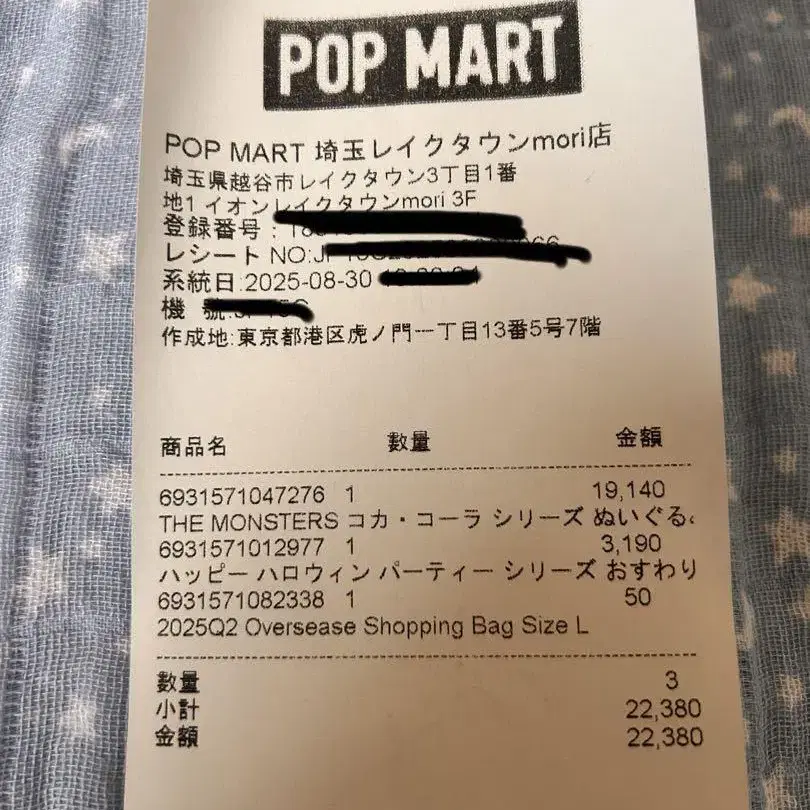 POP MART
POP MART 埼玉レイクタウンmori店
埼玉県越谷市レイクタウン3丁目1番
地1 イオンレイクタウンmori 3F
登録番号:
レシート NO:
系統日:2025-08-30
機 號:
作成地:東京都港区虎ノ門一丁目13番5号7階
商品名 數量 金額
6931571047276 1 19,140
THE MONSTERS コカ・コーラ シリーズ ぬいぐる
6931571012977 1 3,190
ハッピー ハロウィン パーティー シリーズ おすわり
6931571082338 1 50
2025Q2 Oversease Shopping Bag Size L
數量 3
小計 22,380
金額 22,380